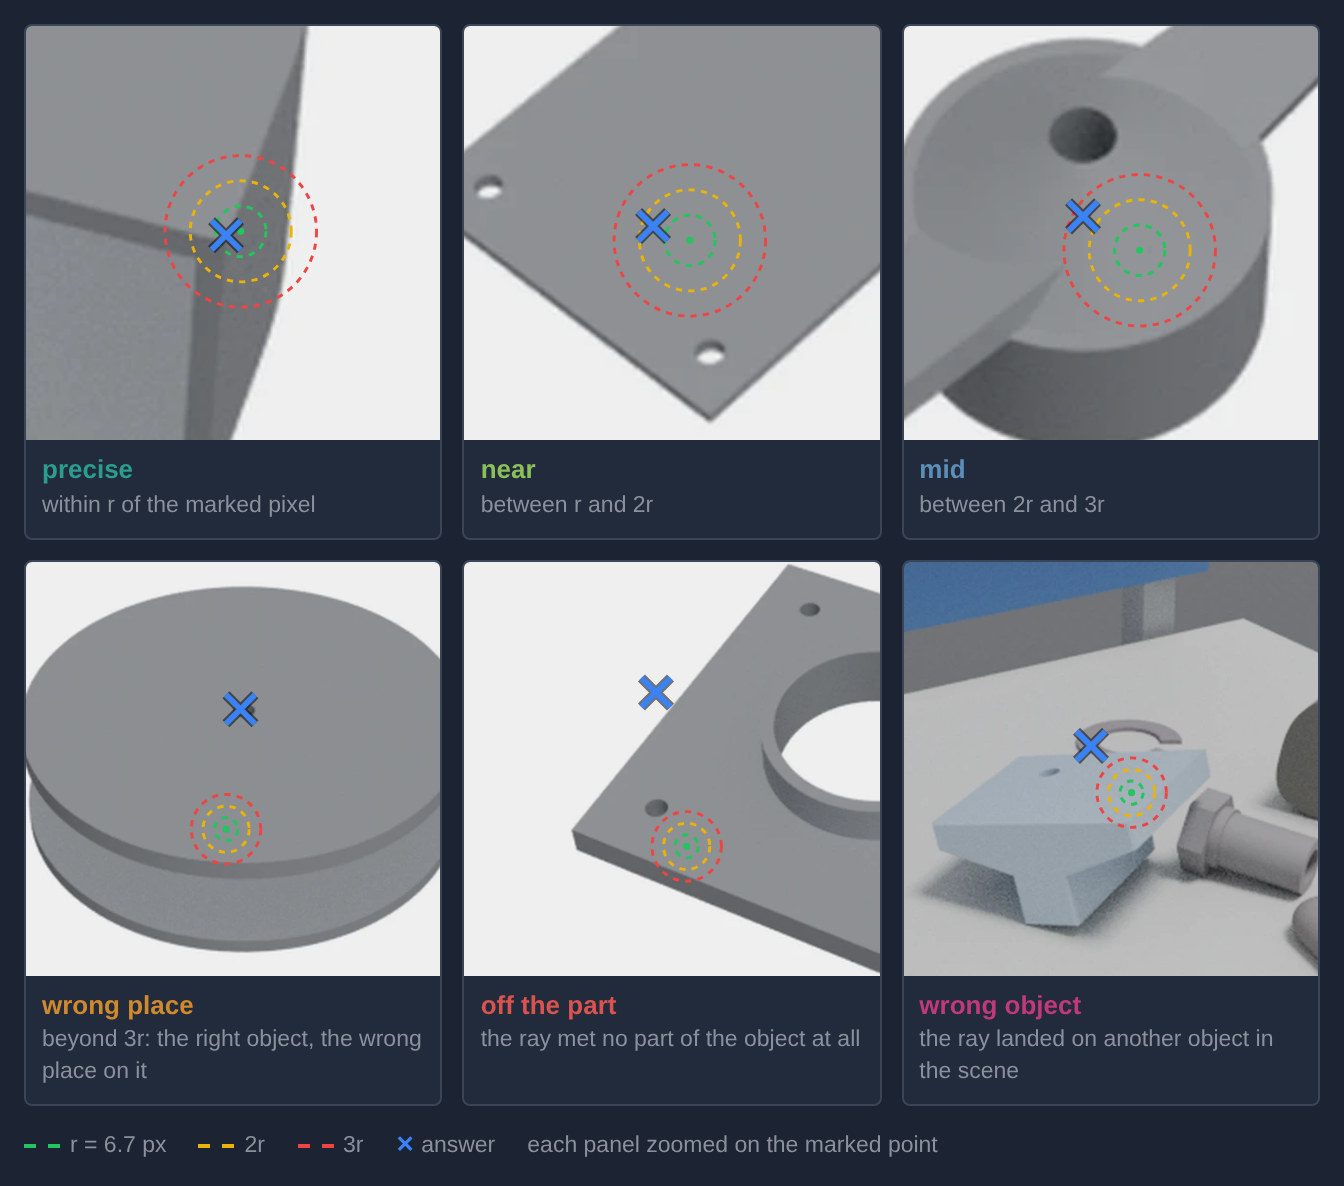 precise
within r of the marked pixel
near
between r and 2r
mid
between 2r and 3r
wrong place
beyond 3r: the right object, the wrong
place on it
off the part
the ray met no part of the object at all
wrong object
the ray landed on another object in
the scene
r = 6.7 px 2r 3r answer each panel zoomed on the marked point